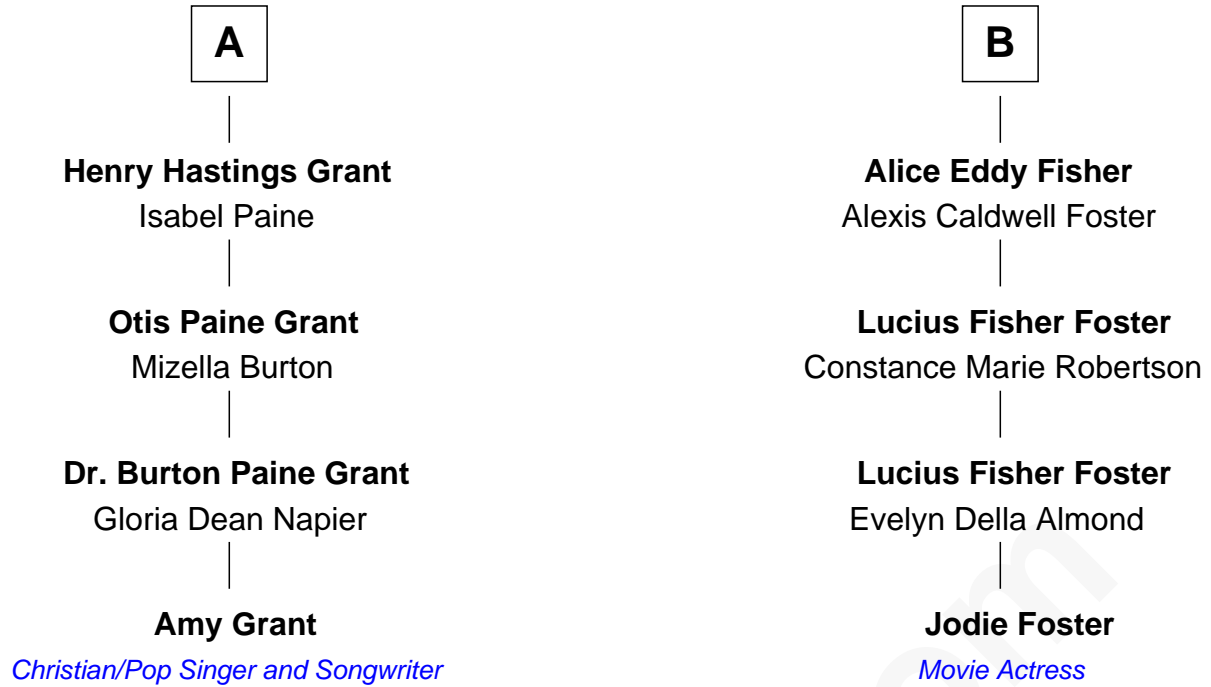 A
B
Henry Hastings Grant
Isabel Paine
Alice Eddy Fisher
Alexis Caldwell Foster
Otis Paine Grant
Mizella Burton
Lucius Fisher Foster
Constance Marie Robertson
Dr. Burton Paine Grant
Gloria Dean Napier
Lucius Fisher Foster
Evelyn Della Almond
Amy Grant
Christian/Pop Singer and Songwriter
Jodie Foster
Movie Actress
om